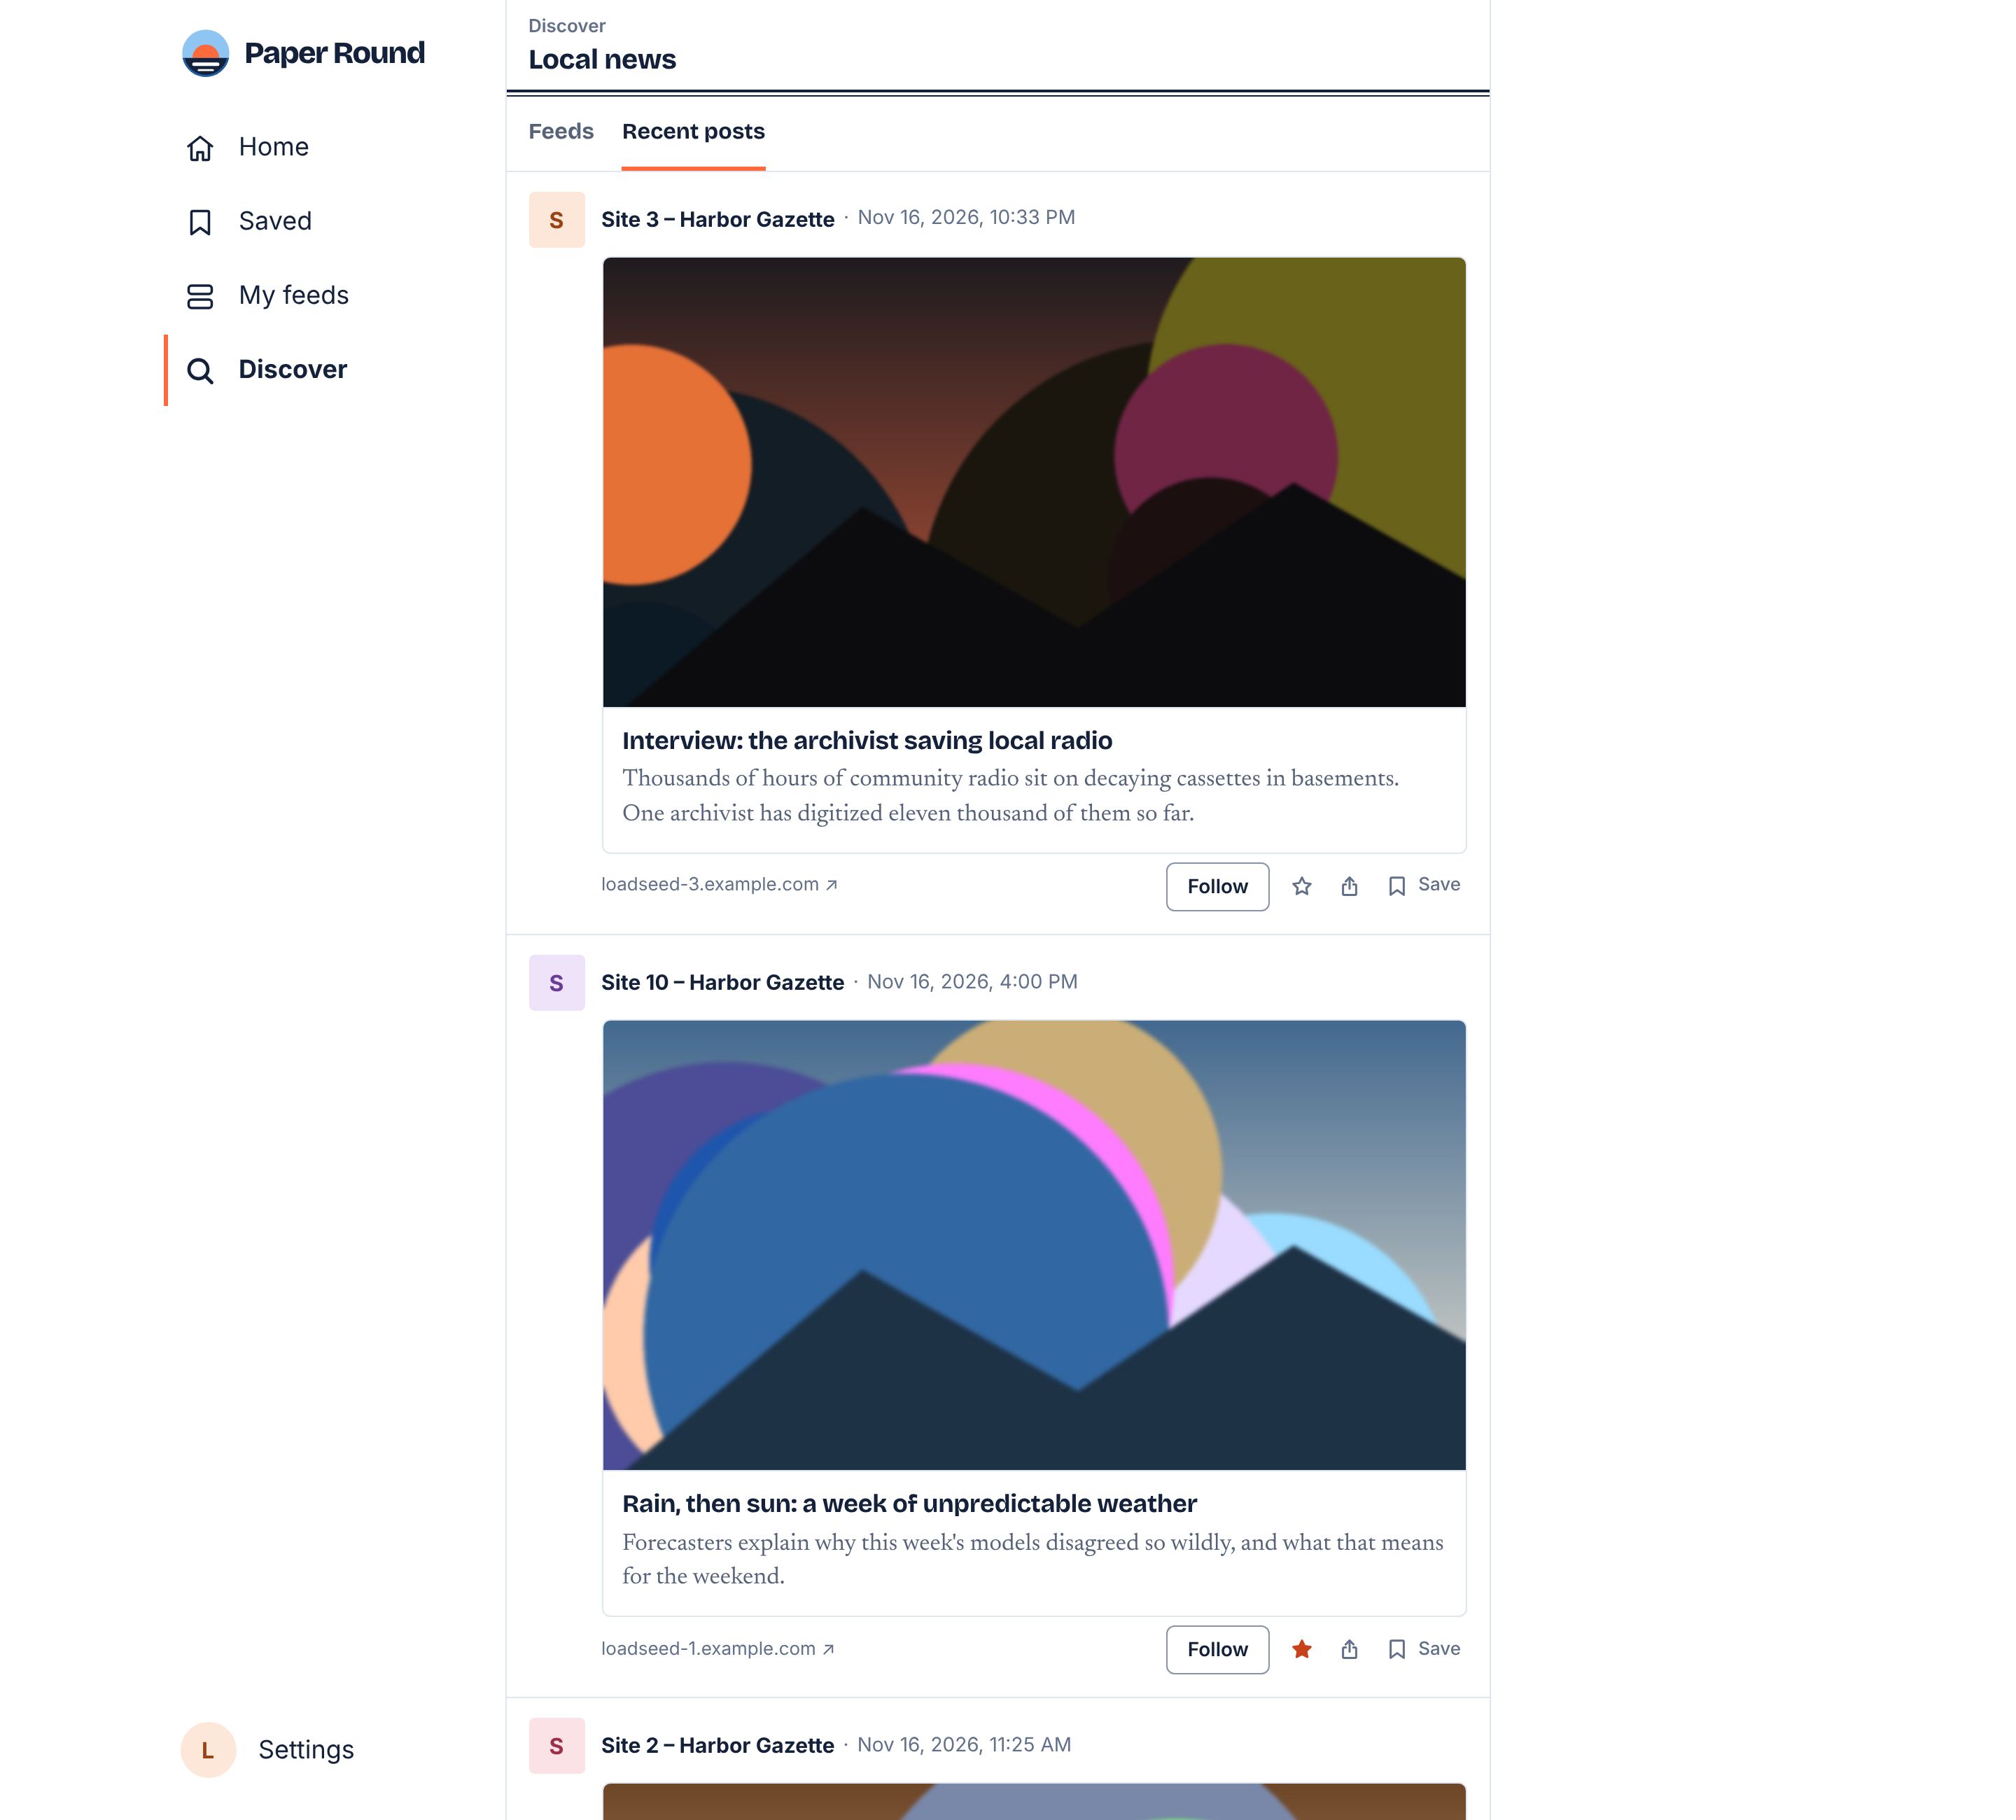 Paper Round
Home
Saved
My feeds
Discover
L
Settings
Discover
Local news
Feeds
Recent posts
S
Site 3 – Harbor Gazette · Nov 16, 2026, 10:33 PM
Interview: the archivist saving local radio
Thousands of hours of community radio sit on decaying cassettes in basements.
One archivist has digitized eleven thousand of them so far.
loadseed-3.example.com ↗
Follow
Save
S
Site 10 – Harbor Gazette · Nov 16, 2026, 4:00 PM
Rain, then sun: a week of unpredictable weather
Forecasters explain why this week's models disagreed so wildly, and what that means
for the weekend.
loadseed-1.example.com ↗
Follow
Save
S
Site 2 – Harbor Gazette · Nov 16, 2026, 11:25 AM